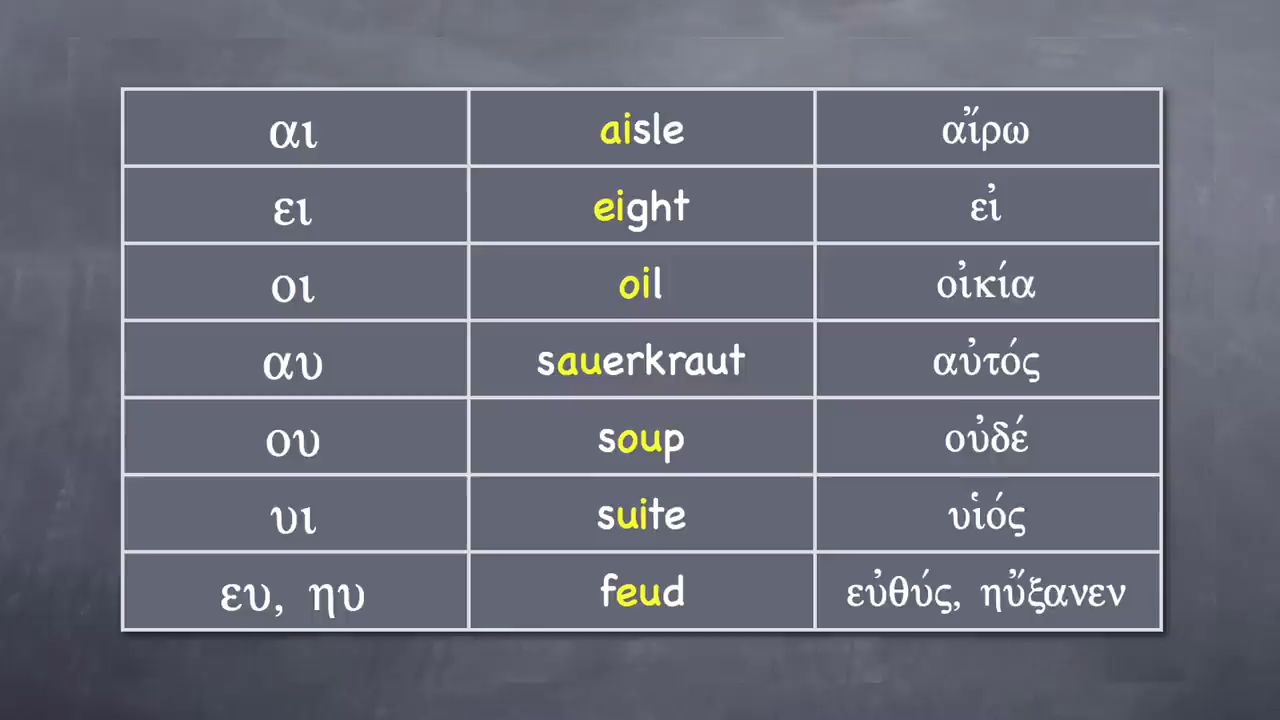 αι aisle αἴρω
ει eight εἰ
οι oil οἰκία
αυ sauerkraut αὐτός
ου soup οὐδέ
υι suite υἱός
ευ, ηυ feud εὐθύς, ηὔξανεν